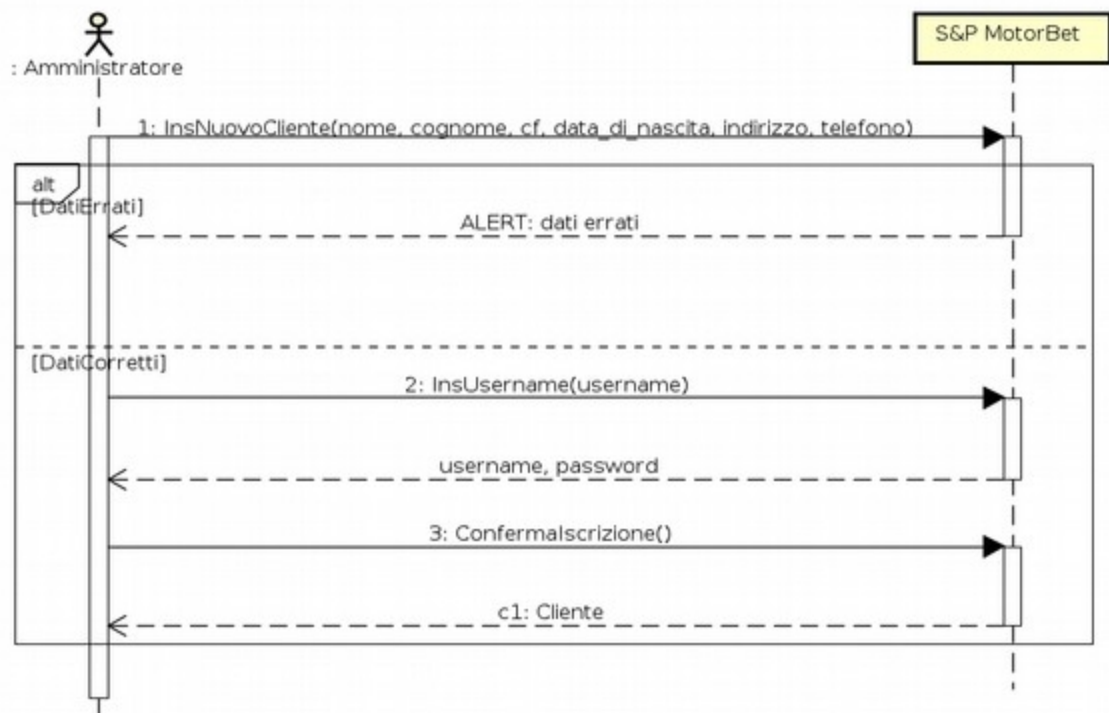 S&P MotorBet
: Amministratore
1: InsNuovoCliente(nome, cognome, cf, data_di_nascita, indirizzo, telefono)
alt
[DatiErrati]
ALERT: dati errati
[DatiCorretti]
2: InsUsername(username)
username, password
3: ConfermaIscrizione()
c1: Cliente